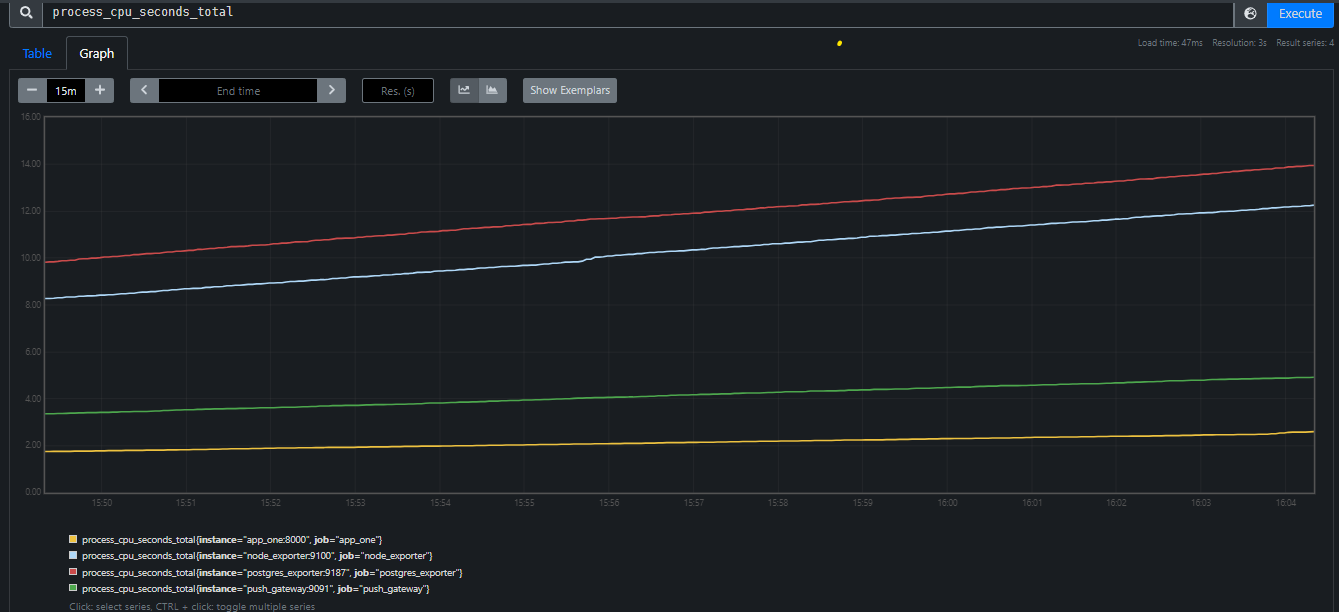 process_cpu_seconds_total Execute
Load time: 47ms Resolution: 3s Result series: 4
Table Graph
15m End time Res. (s) Show Exemplars
16.00
14.00
12.00
10.00
8.00
6.00
4.00
2.00
0.00
15:50 15:51 15:52 15:53 15:54 15:55 15:56 15:57 15:58 15:59 16:00 16:01 16:02 16:03 16:04
process_cpu_seconds_total{instance="app_one:8000", job="app_one"}
process_cpu_seconds_total{instance="node_exporter:9100", job="node_exporter"}
process_cpu_seconds_total{instance="postgres_exporter:9187", job="postgres_exporter"}
process_cpu_seconds_total{instance="push_gateway:9091", job="push_gateway"}
Click: select series, CTRL + click: toggle multiple series